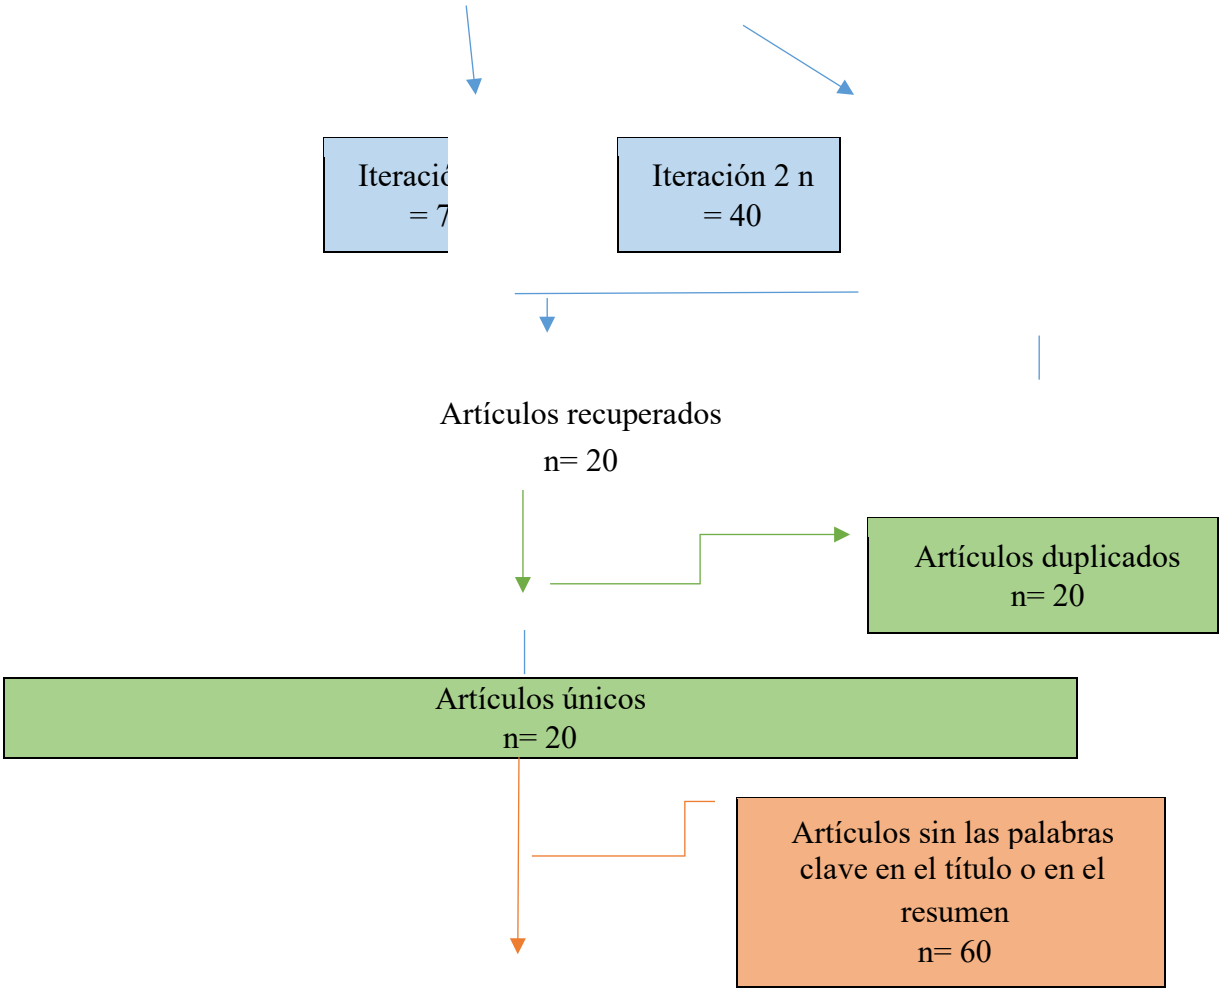 = 7
Iteración 2 n
= 40
Artículos recuperados
n= 20
Artículos duplicados
n= 20
Artículos únicos
n= 20
Artículos sin las palabras
clave en el título o en el
resumen
n= 60